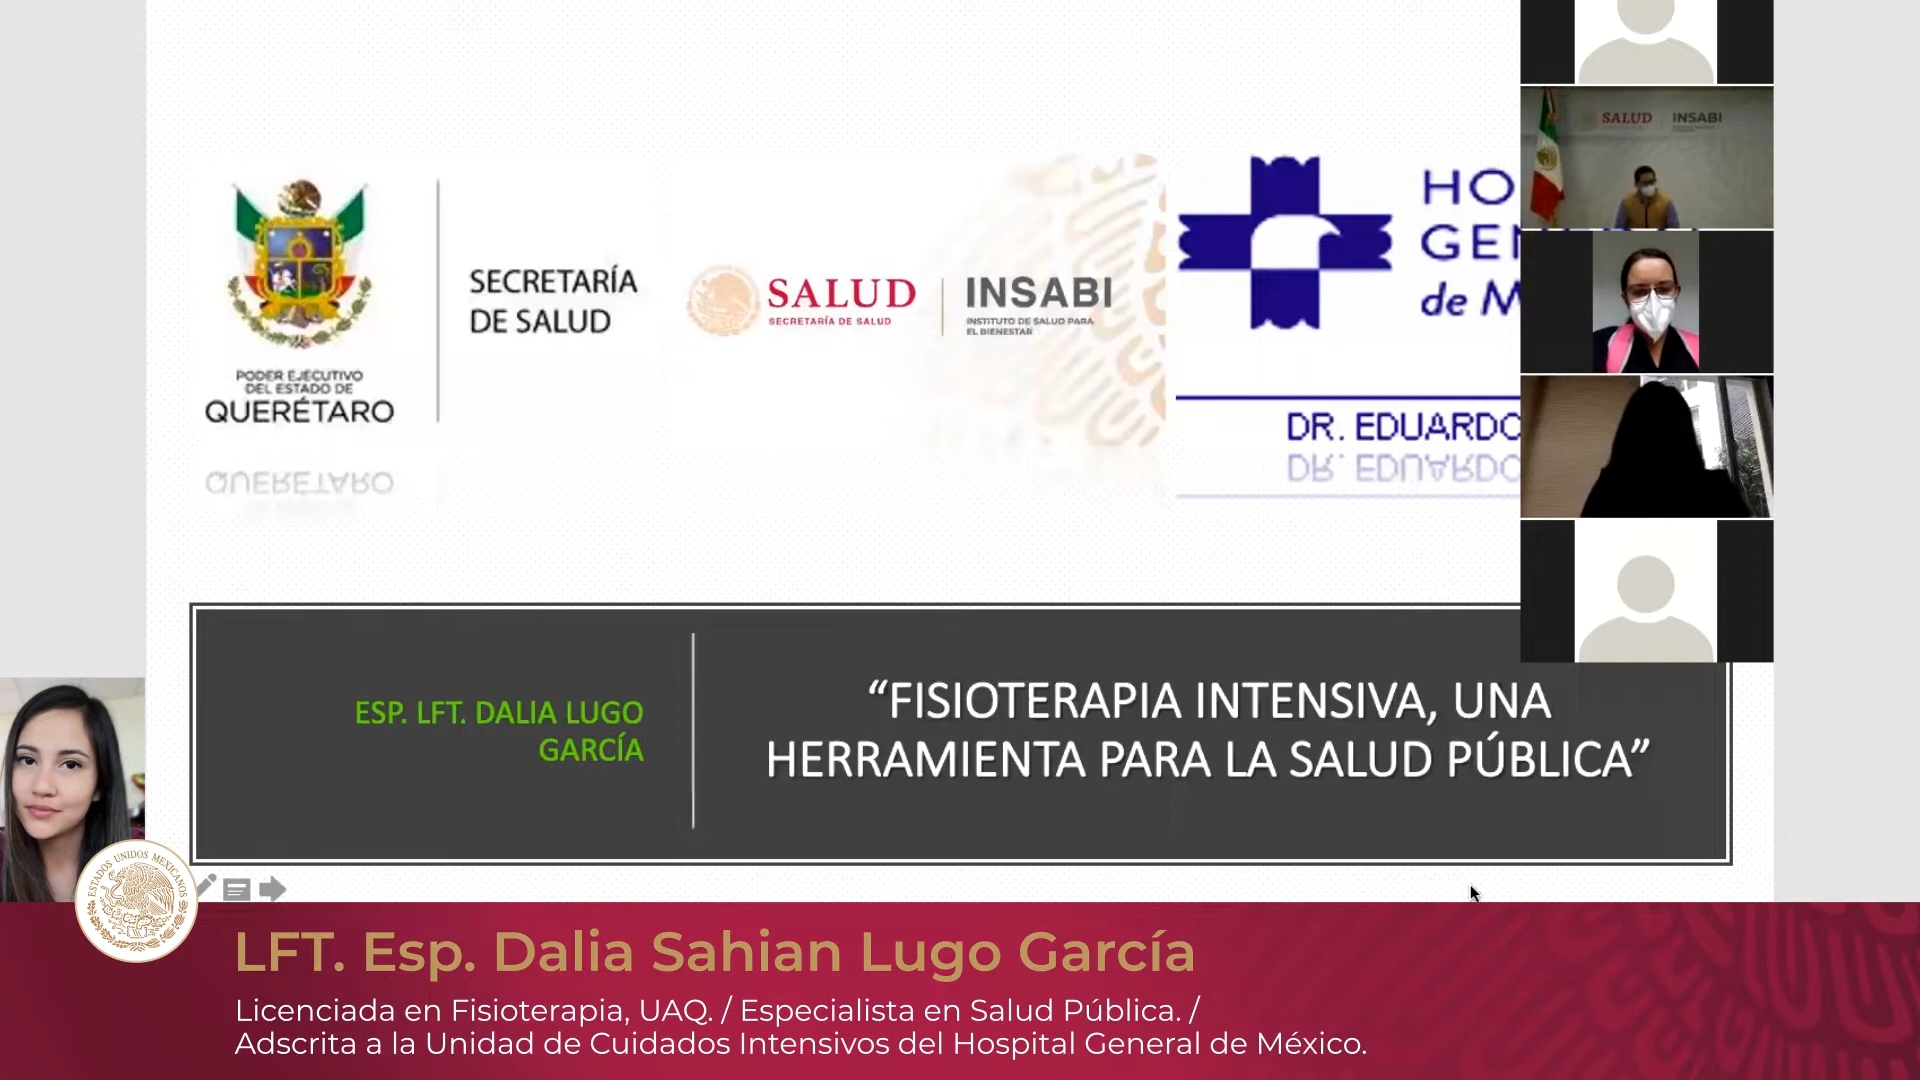 SALUD INSABI
PODER EJECUTIVO
DEL ESTADO DE
QUERÉTARO
SECRETARÍA
DE SALUD
SALUD
SECRETARÍA DE SALUD
INSABI
INSTITUTO DE SALUD PARA
EL BIENESTAR
HO
GEN
de M
DR. EDUARDO
ESP. LFT. DALIA LUGO
GARCÍA
“FISIOTERAPIA INTENSIVA, UNA
HERRAMIENTA PARA LA SALUD PÚBLICA”
ESTADOS UNIDOS MEXICANOS
LFT. Esp. Dalia Sahian Lugo García
Licenciada en Fisioterapia, UAQ. / Especialista en Salud Pública. /
Adscrita a la Unidad de Cuidados Intensivos del Hospital General de México.